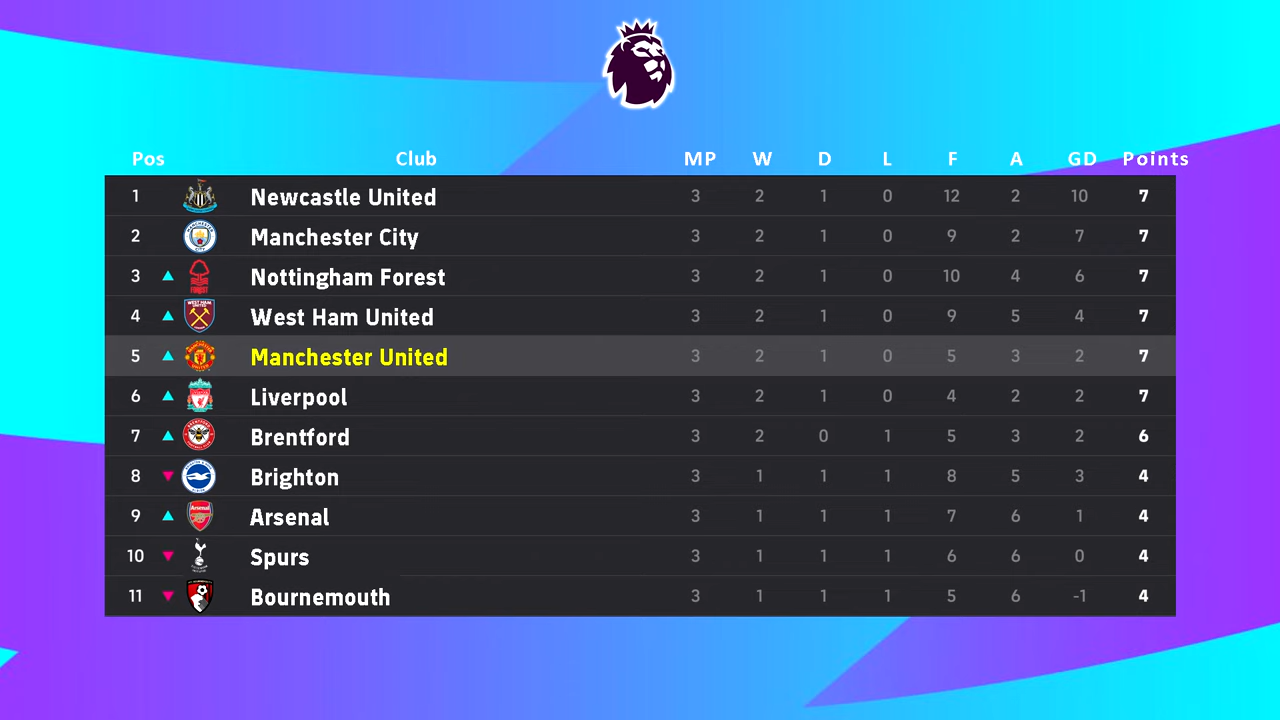 Pos Club MP W D L F A GD Points
1 Newcastle United 3 2 1 0 12 2 10 7
2 Manchester City 3 2 1 0 9 2 7 7
3 Nottingham Forest 3 2 1 0 10 4 6 7
4 West Ham United 3 2 1 0 9 5 4 7
5 Manchester United 3 2 1 0 5 3 2 7
6 Liverpool 3 2 1 0 4 2 2 7
7 Brentford 3 2 0 1 5 3 2 6
8 Brighton 3 1 1 1 8 5 3 4
9 Arsenal 3 1 1 1 7 6 1 4
10 Spurs 3 1 1 1 6 6 0 4
11 Bournemouth 3 1 1 1 5 6 -1 4